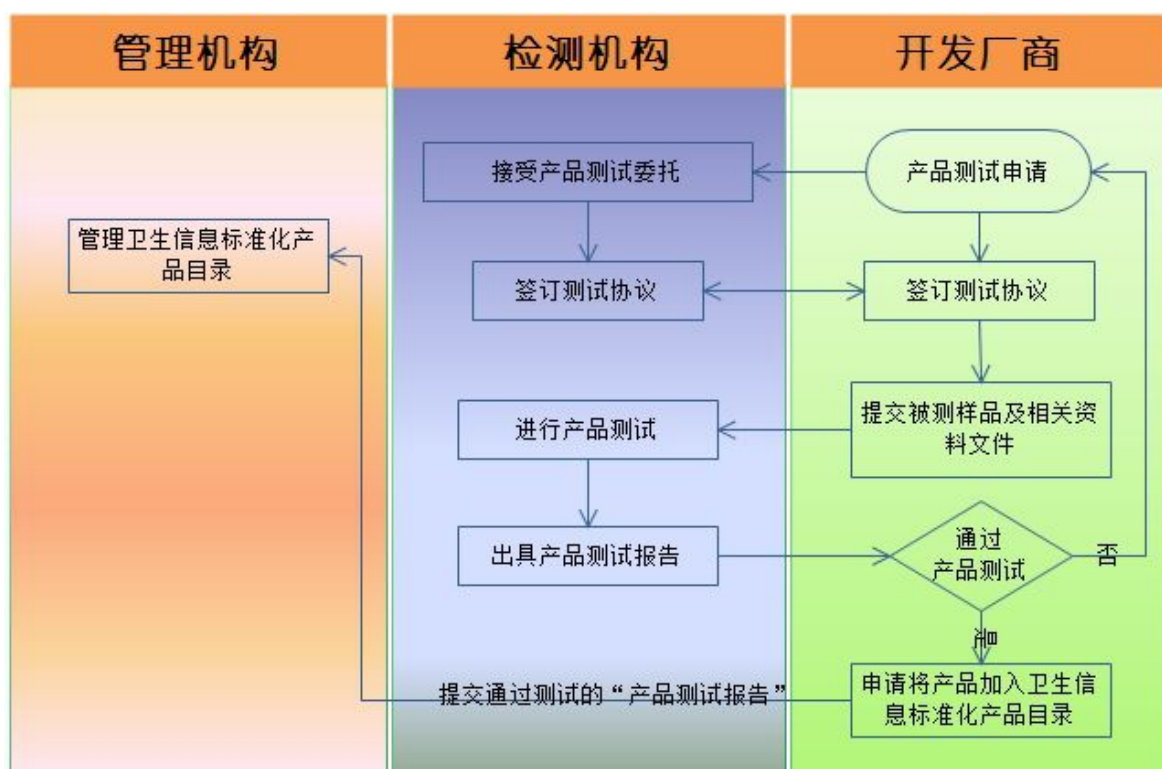 管理机构
检测机构
开发厂商
接受产品测试委托
产品测试申请
管理卫生信息标准化产
品目录
签订测试协议
签订测试协议
进行产品测试
提交被测样品及相关资
料文件
出具产品测试报告
通过
产品测试
否
是
提交通过测试的“产品测试报告”
申请将产品加入卫生信
息标准化产品目录